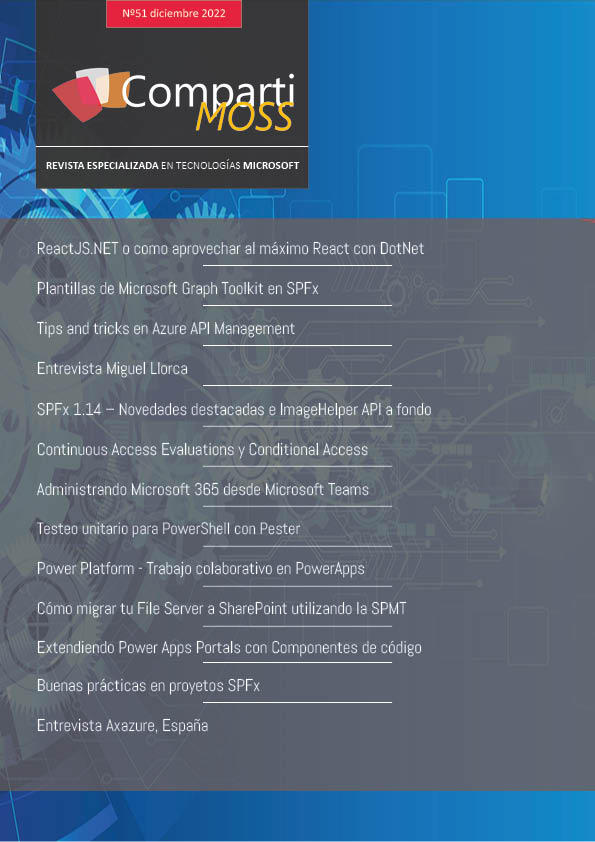 Nº51 diciembre 2022
Comparti
MOSS
REVISTA ESPECIALIZADA EN TECNOLOGÍAS MICROSOFT
ReactJS.NET o como aprovechar al máximo React con DotNet
Plantillas de Microsoft Graph Toolkit en SPFx
Tips and tricks en Azure API Management
Entrevista Miguel Llorca
SPFx 1.14 – Novedades destacadas e ImageHelper API a fondo
Continuous Access Evaluations y Conditional Access
Administrando Microsoft 365 desde Microsoft Teams
Testeo unitario para PowerShell con Pester
Power Platform - Trabajo colaborativo en PowerApps
Cómo migrar tu File Server a SharePoint utilizando la SPMT
Extendiendo Power Apps Portals con Componentes de código
Buenas prácticas en proyetos SPFx
Entrevista Axazure, España